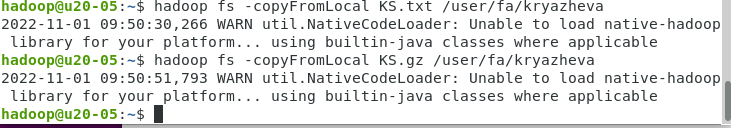 hadoop@u20-05:~$ hadoop fs -copyFromLocal KS.txt /user/fa/kryazheva
2022-11-01 09:50:30,266 WARN util.NativeCodeLoader: Unable to load native-hadoop
 library for your platform... using builtin-java classes where applicable
hadoop@u20-05:~$ hadoop fs -copyFromLocal KS.gz /user/fa/kryazheva
2022-11-01 09:50:51,793 WARN util.NativeCodeLoader: Unable to load native-hadoop
 library for your platform... using builtin-java classes where applicable
hadoop@u20-05:~$